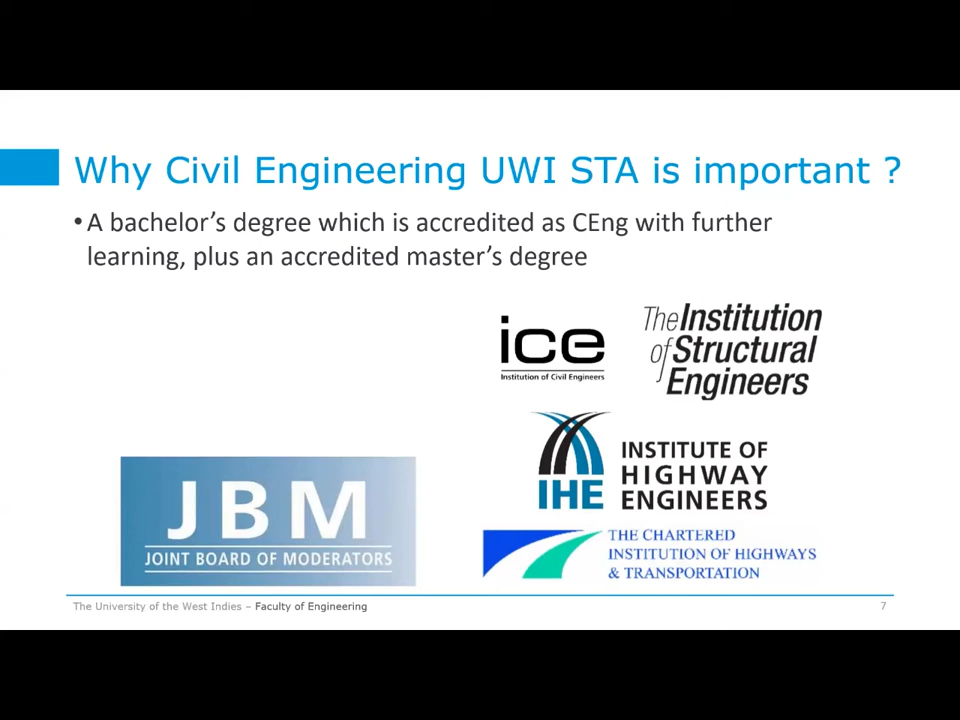 Why Civil Engineering UWI STA is important ?
• A bachelor's degree which is accredited as CEng with further
learning, plus an accredited master's degree
ice
Institution of Civil Engineers
The Institution
of Structural
Engineers
IHE
INSTITUTE OF
HIGHWAY
ENGINEERS
JBM
JOINT BOARD OF MODERATORS
THE CHARTERED
INSTITUTION OF HIGHWAYS
& TRANSPORTATION
The University of the West Indies – Faculty of Engineering
7